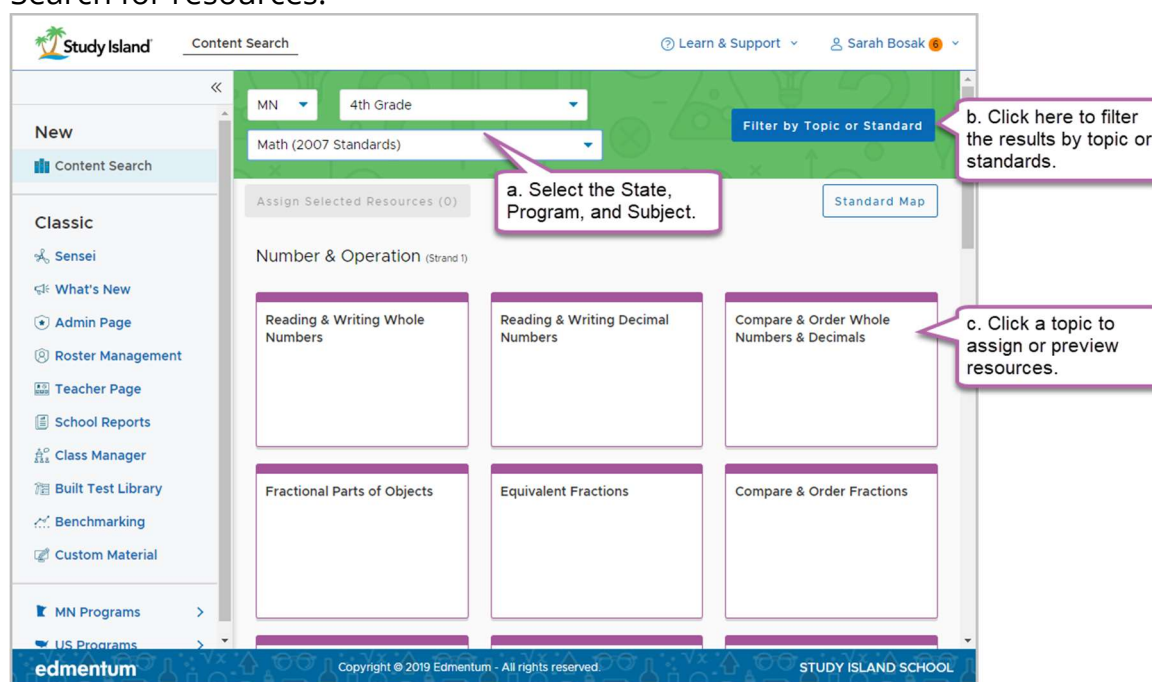 Search for resources.
Study Island
Content Search
Learn & Support
Sarah Bosak 6
New
Content Search
Classic
Sensei
What's New
Admin Page
Roster Management
Teacher Page
School Reports
Class Manager
Built Test Library
Benchmarking
Custom Material
MN Programs
US Programs
MN
4th Grade
Math (2007 Standards)
Filter by Topic or Standard
a. Select the State,
Program, and Subject.
b. Click here to filter
the results by topic or
standards.
Assign Selected Resources (0)
Standard Map
Number & Operation (Strand 1)
Reading & Writing Whole
Numbers
Reading & Writing Decimal
Numbers
Compare & Order Whole
Numbers & Decimals
c. Click a topic to
assign or preview
resources.
Fractional Parts of Objects
Equivalent Fractions
Compare & Order Fractions
edmentum
Copyright © 2019 Edmentum - All rights reserved.
STUDY ISLAND SCHOOL